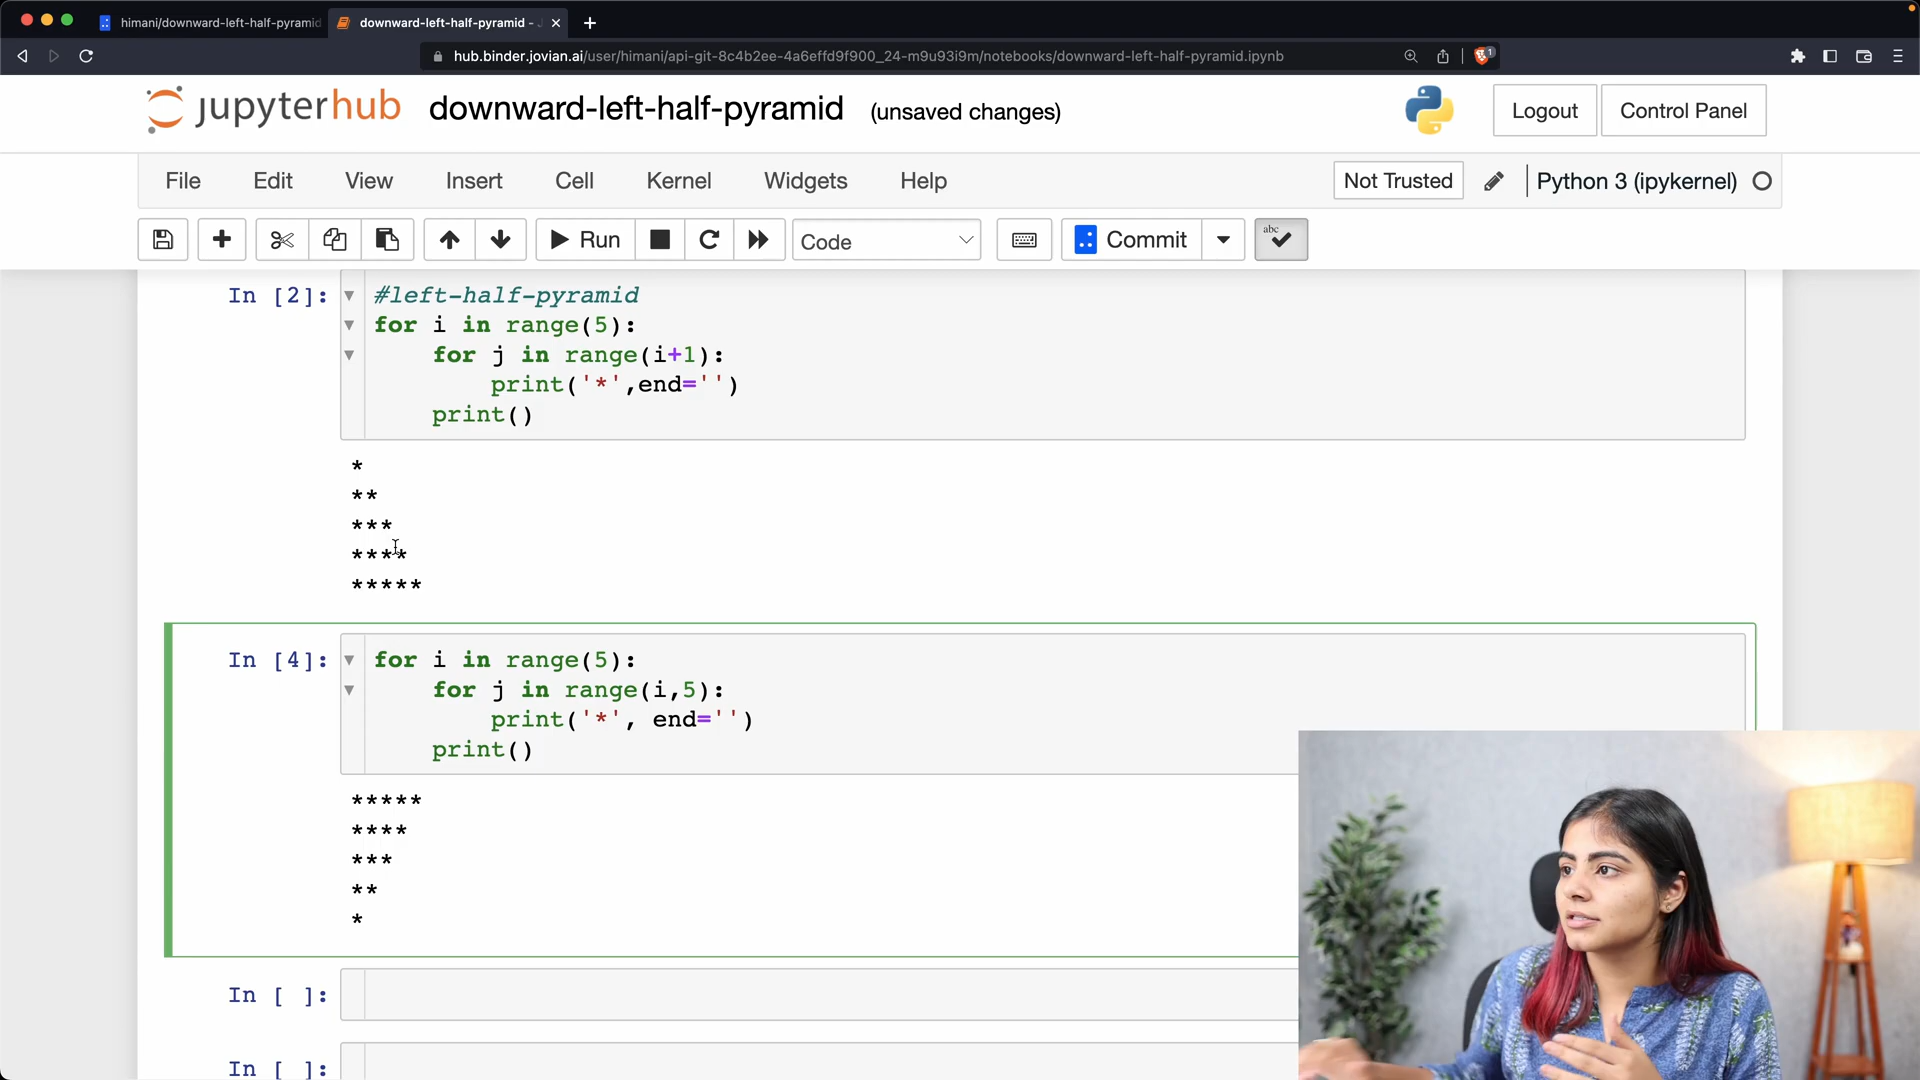 himani/downward-left-half-pyramid
downward-left-half-pyramid -
hub.binder.jovian.ai/user/himani/api-git-8c4b2ee-4a6effd9f900_24-m9u93i9m/notebooks/downward-left-half-pyramid.ipynb
1
jupyterhub downward-left-half-pyramid (unsaved changes) Logout Control Panel
File Edit View Insert Cell Kernel Widgets Help Not Trusted Python 3 (ipykernel)
Run Code Commit abc
In [2]: #left-half-pyramid
for i in range(5):
    for j in range(i+1):
        print('*',end='')
    print()
*
**
***
****
*****
In [4]: for i in range(5):
    for j in range(i,5):
        print('*', end='')
    print()
*****
****
***
**
*
In [ ]:
In [ ]: